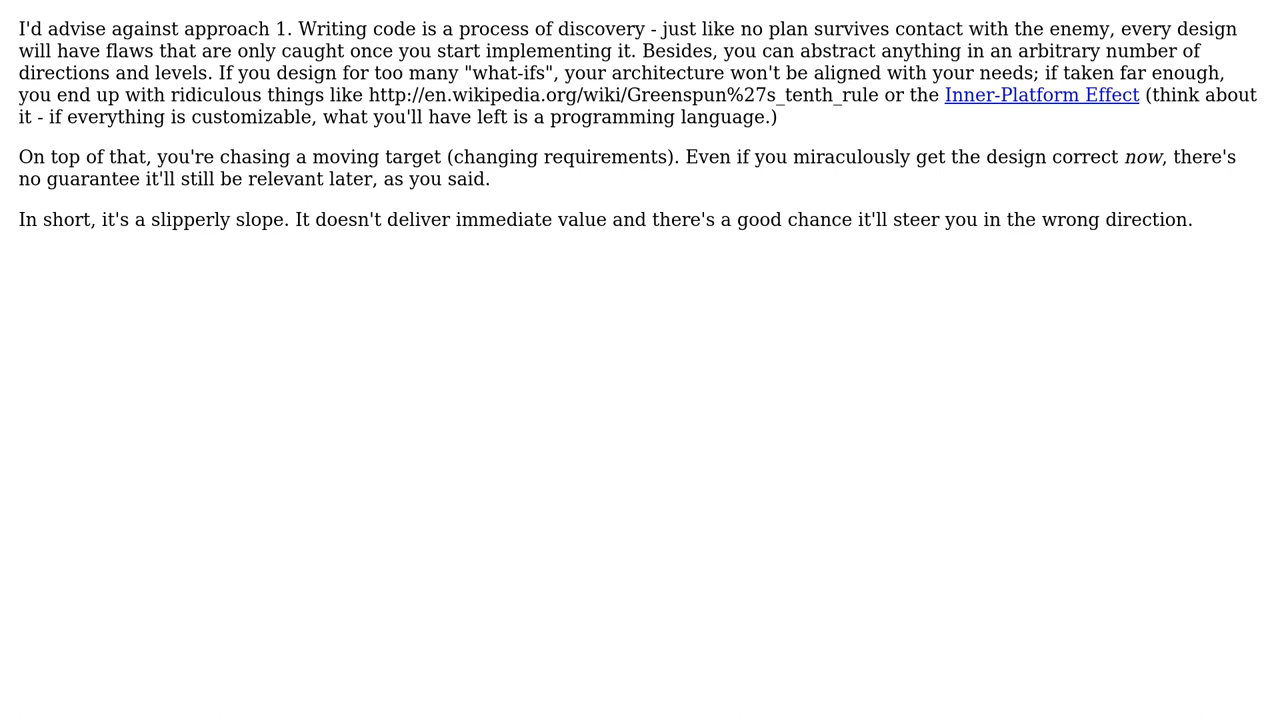 I'd advise against approach 1. Writing code is a process of discovery - just like no plan survives contact with the enemy, every design
will have flaws that are only caught once you start implementing it. Besides, you can abstract anything in an arbitrary number of
directions and levels. If you design for too many "what-ifs", your architecture won't be aligned with your needs; if taken far enough,
you end up with ridiculous things like http://en.wikipedia.org/wiki/Greenspun%27s_tenth_rule or the Inner-Platform Effect (think about
it - if everything is customizable, what you'll have left is a programming language.)
On top of that, you're chasing a moving target (changing requirements). Even if you miraculously get the design correct now, there's
no guarantee it'll still be relevant later, as you said.
In short, it's a slipperly slope. It doesn't deliver immediate value and there's a good chance it'll steer you in the wrong direction.